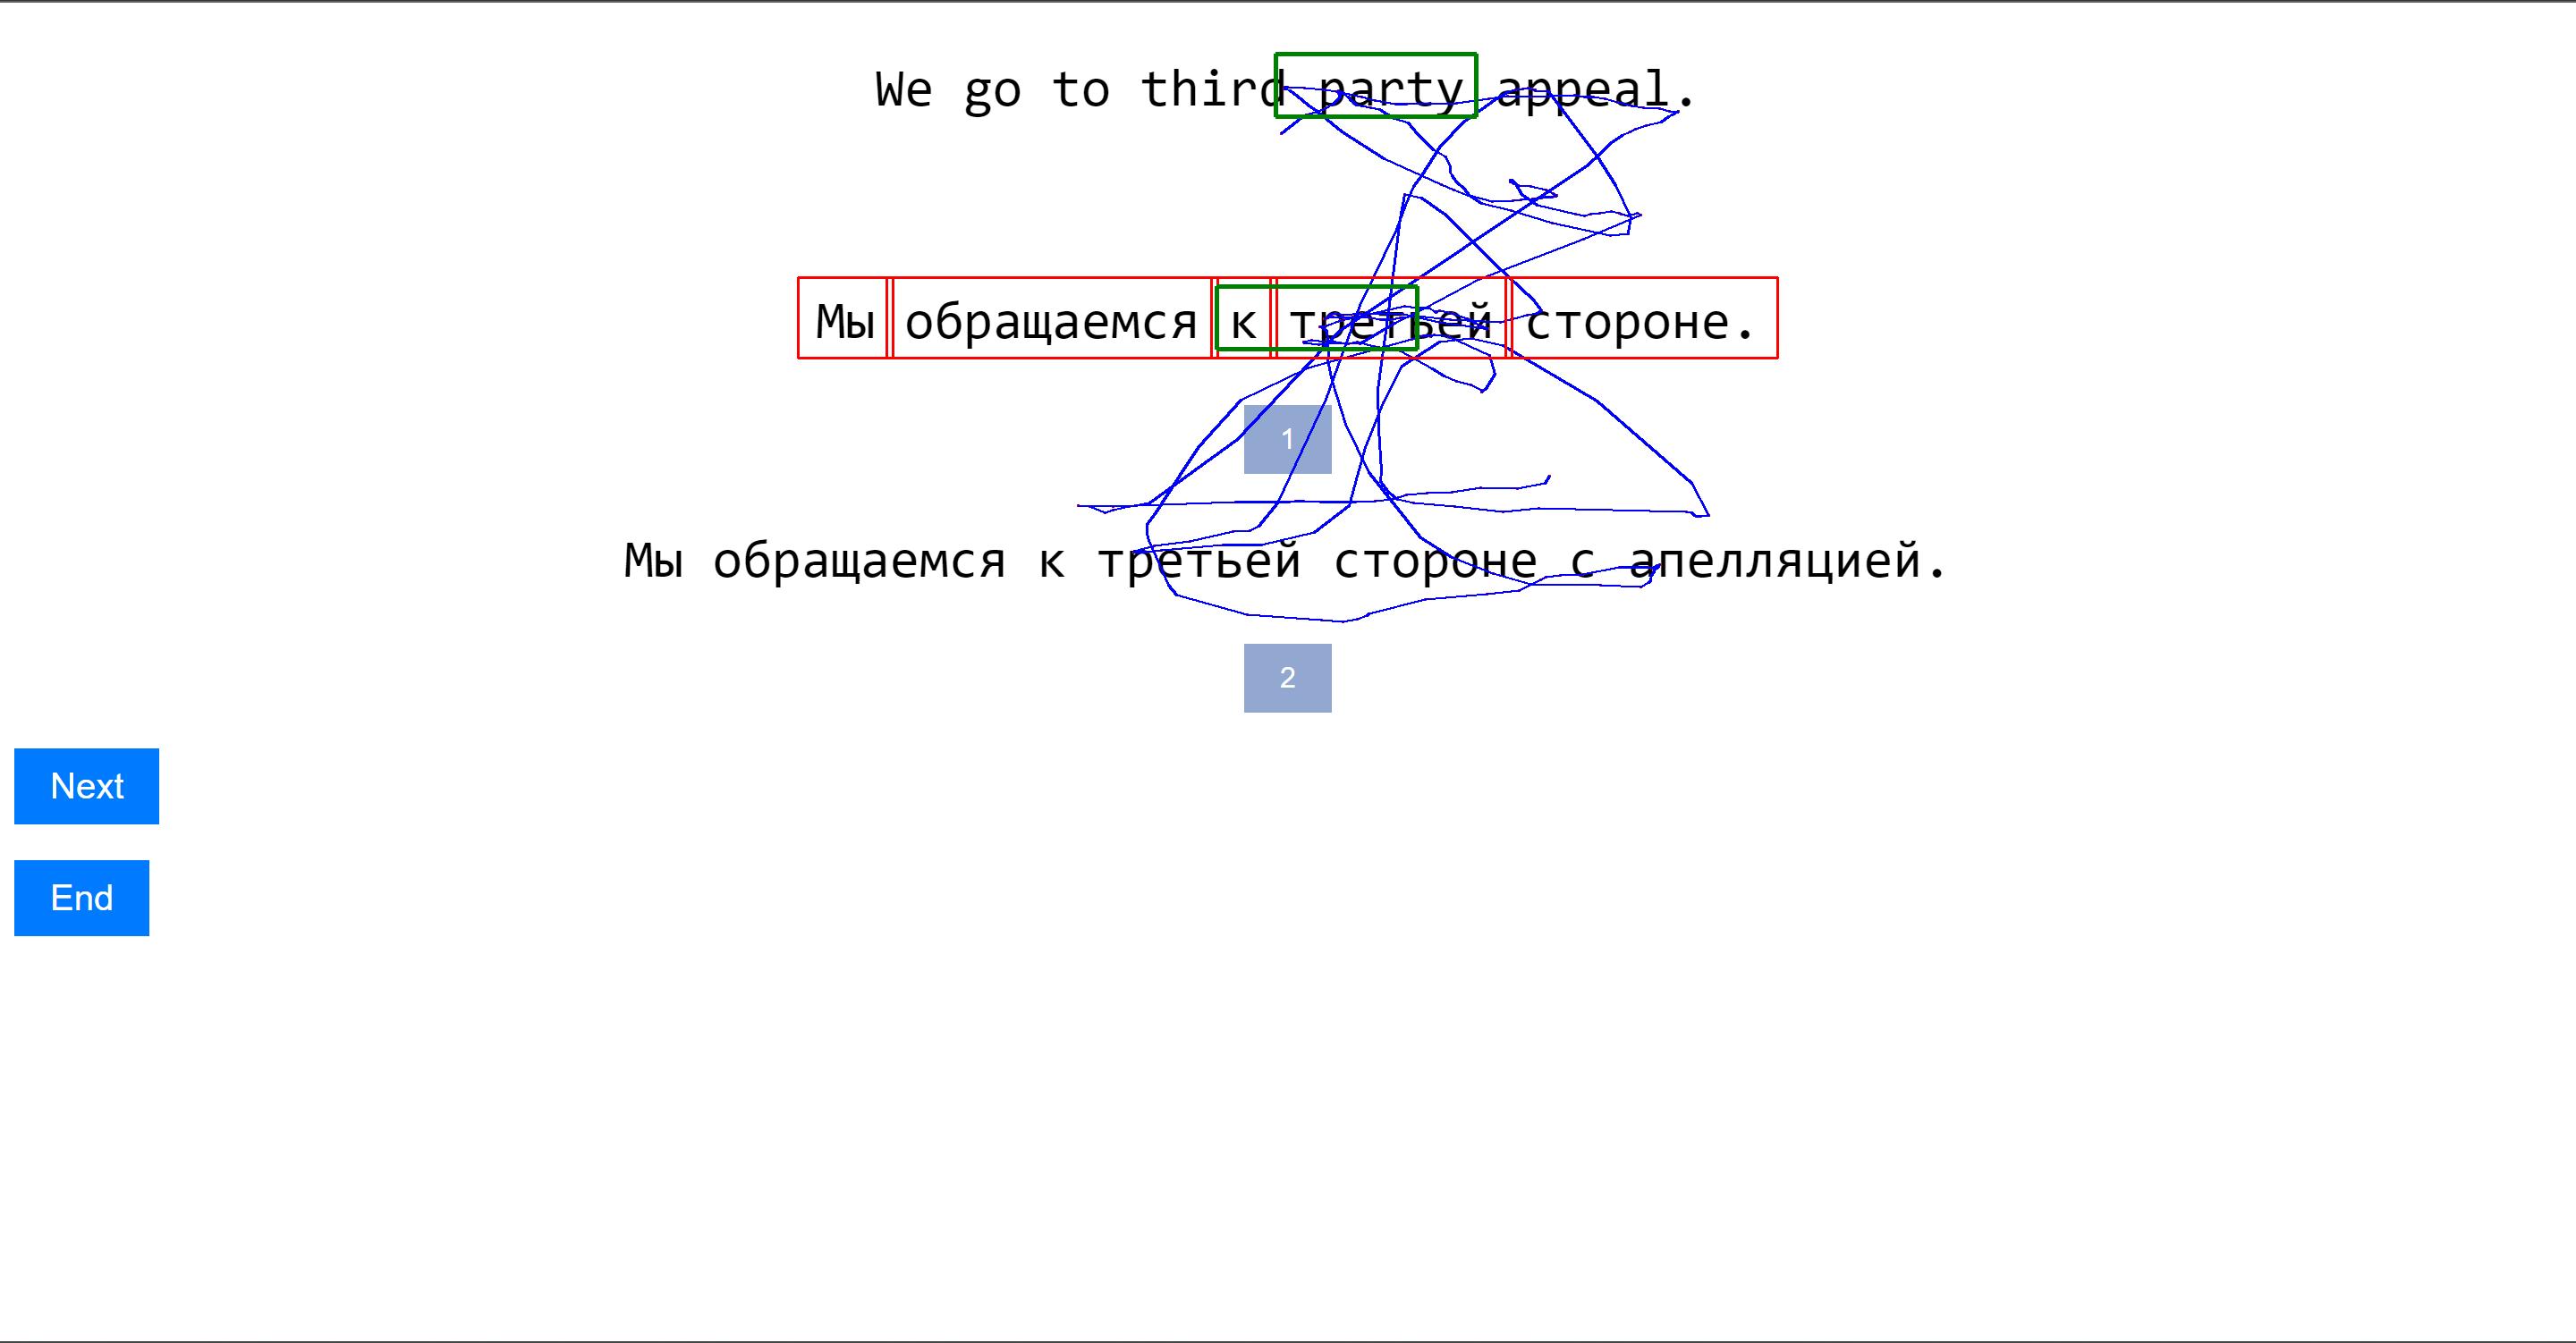 We go to third party appeal.
Мы обращаемся к третьей стороне.
1
Мы обращаемся к третьей стороне с апелляцией.
2
Next
End